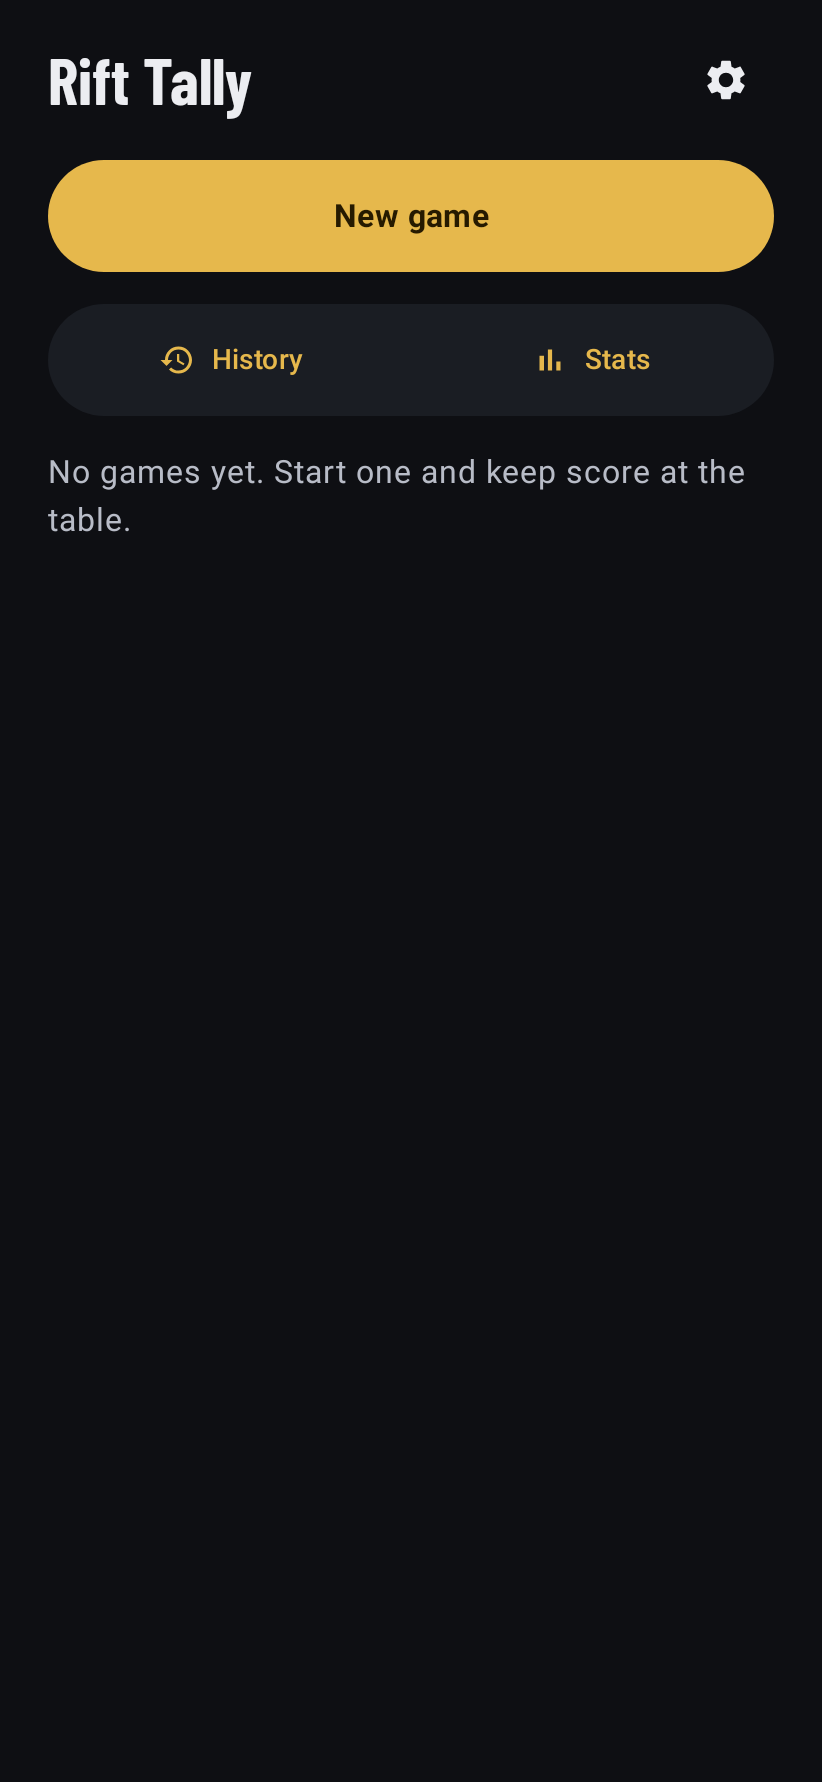 Rift Tally
New game
History
Stats
No games yet. Start one and keep score at the
table.